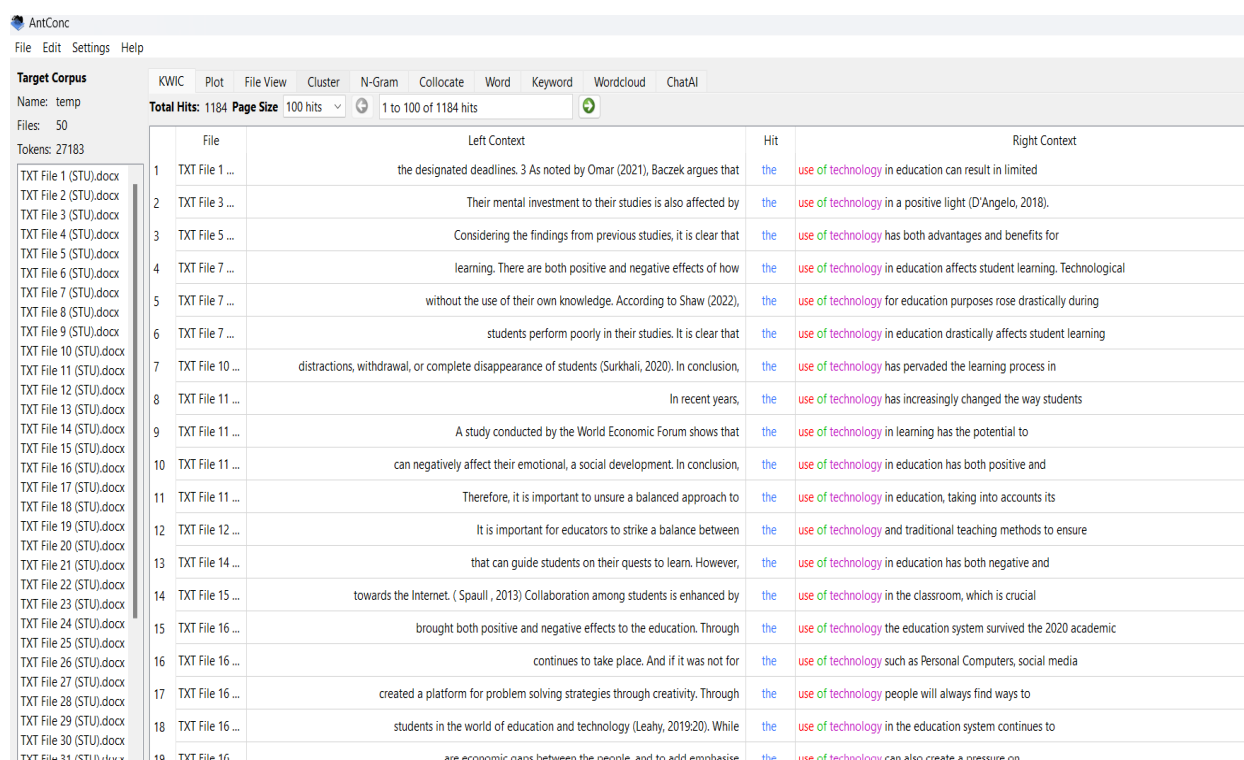 AntConc
File Edit Settings Help
Target Corpus
Name: temp
Files: 50
Tokens: 27183
TXT File 1 (STU).docx
TXT File 2 (STU).docx
TXT File 3 (STU).docx
TXT File 4 (STU).docx
TXT File 5 (STU).docx
TXT File 6 (STU).docx
TXT File 7 (STU).docx
TXT File 8 (STU).docx
TXT File 9 (STU).docx
TXT File 10 (STU).docx
TXT File 11 (STU).docx
TXT File 12 (STU).docx
TXT File 13 (STU).docx
TXT File 14 (STU).docx
TXT File 15 (STU).docx
TXT File 16 (STU).docx
TXT File 17 (STU).docx
TXT File 18 (STU).docx
TXT File 19 (STU).docx
TXT File 20 (STU).docx
TXT File 21 (STU).docx
TXT File 22 (STU).docx
TXT File 23 (STU).docx
TXT File 24 (STU).docx
TXT File 25 (STU).docx
TXT File 26 (STU).docx
TXT File 27 (STU).docx
TXT File 28 (STU).docx
TXT File 29 (STU).docx
TXT File 30 (STU).docx
TXT File 31 (STU)
KWIC Plot File View Cluster N-Gram Collocate Word Keyword Wordcloud ChatAI
Total Hits: 1184 Page Size 100 hits 1 to 100 of 1184 hits
File Left Context Hit Right Context
1 TXT File 1 ... the designated deadlines. 3 As noted by Omar (2021), Baczek argues that the use of technology in education can result in limited
2 TXT File 3 ... Their mental investment to their studies is also affected by the use of technology in a positive light (D'Angelo, 2018).
3 TXT File 5 ... Considering the findings from previous studies, it is clear that the use of technology has both advantages and benefits for
4 TXT File 7 ... learning. There are both positive and negative effects of how the use of technology in education affects student learning. Technological
5 TXT File 7 ... without the use of their own knowledge. According to Shaw (2022), the use of technology for education purposes rose drastically during
6 TXT File 7 ... students perform poorly in their studies. It is clear that the use of technology in education drastically affects student learning
7 TXT File 10 ... distractions, withdrawal, or complete disappearance of students (Surkhali, 2020). In conclusion, the use of technology has pervaded the learning process in
8 TXT File 11 ... In recent years, the use of technology has increasingly changed the way students
9 TXT File 11 ... A study conducted by the World Economic Forum shows that the use of technology in learning has the potential to
10 TXT File 11 ... can negatively affect their emotional, a social development. In conclusion, the use of technology in education has both positive and
11 TXT File 11 ... Therefore, it is important to unsure a balanced approach to the use of technology in education, taking into accounts its
12 TXT File 12 ... It is important for educators to strike a balance between the use of technology and traditional teaching methods to ensure
13 TXT File 14 ... that can guide students on their quests to learn. However, the use of technology in education has both negative and
14 TXT File 15 ... towards the Internet. ( Spaull , 2013) Collaboration among students is enhanced by the use of technology in the classroom, which is crucial
15 TXT File 16 ... brought both positive and negative effects to the education. Through the use of technology the education system survived the 2020 academic
16 TXT File 16 ... continues to take place. And if it was not for the use of technology such as Personal Computers, social media
17 TXT File 16 ... created a platform for problem solving strategies through creativity. Through the use of technology people will always find ways to
18 TXT File 16 ... students in the world of education and technology (Leahy, 2019:20). While the use of technology in the education system continues to
19 TXT File 16 are economic gaps between the people, and to add emphasise the use of technology can also create a pressure on